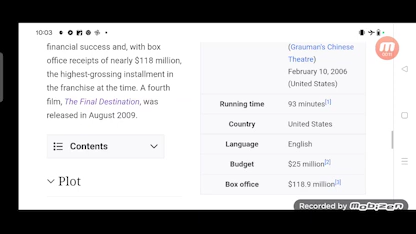 10:03
financial success and, with box
office receipts of nearly $118 million,
the highest-grossing installment in
the franchise at the time. A fourth
film, The Final Destination, was
released in August 2009.
Contents
Plot
(Grauman's Chinese
Theatre)
February 10, 2006
(United States)
Running time 93 minutes[1]
Country United States
Language English
Budget $25 million[2]
Box office $118.9 million[3]
Recorded by MOBIZEN